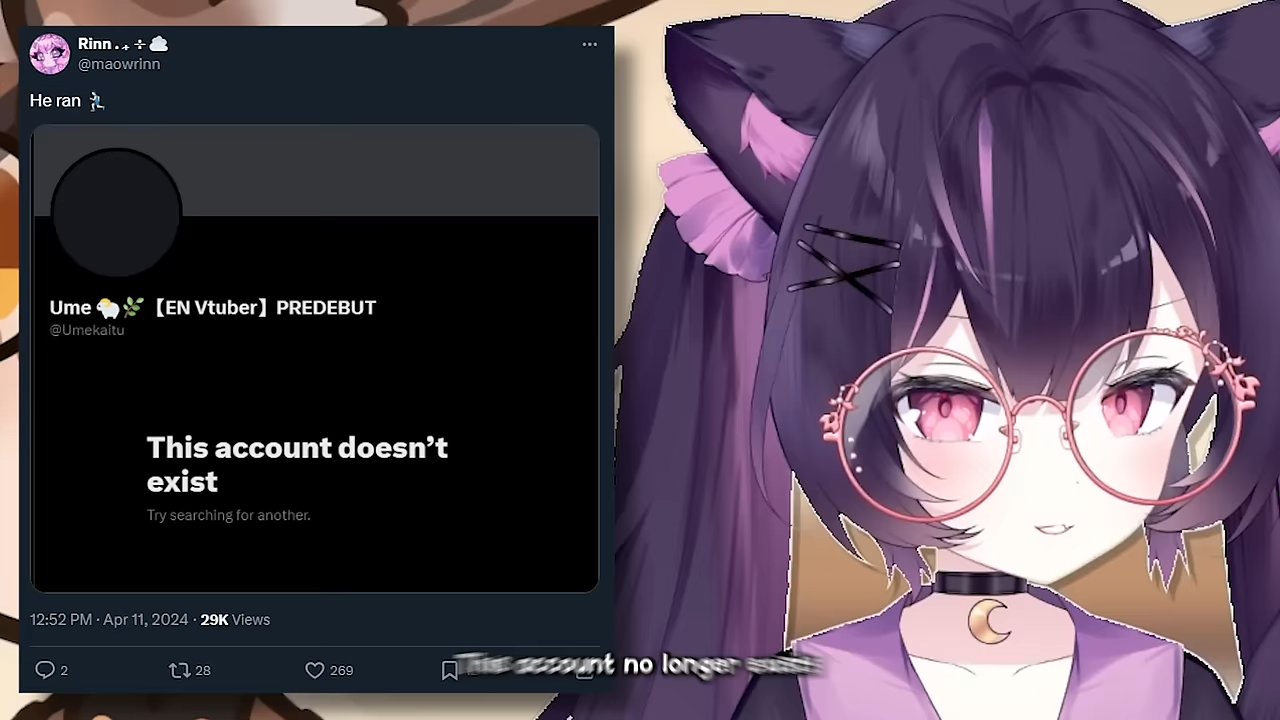 Rinn . ₊ ÷ ☁️
@maowrinn
He ran 🏃
Ume 🐑🌿【EN Vtuber】PREDEBUT
@Umekaitu
This account doesn’t
exist
Try searching for another.
12:52 PM · Apr 11, 2024 · 29K Views
2 28 269
This account no longer exists